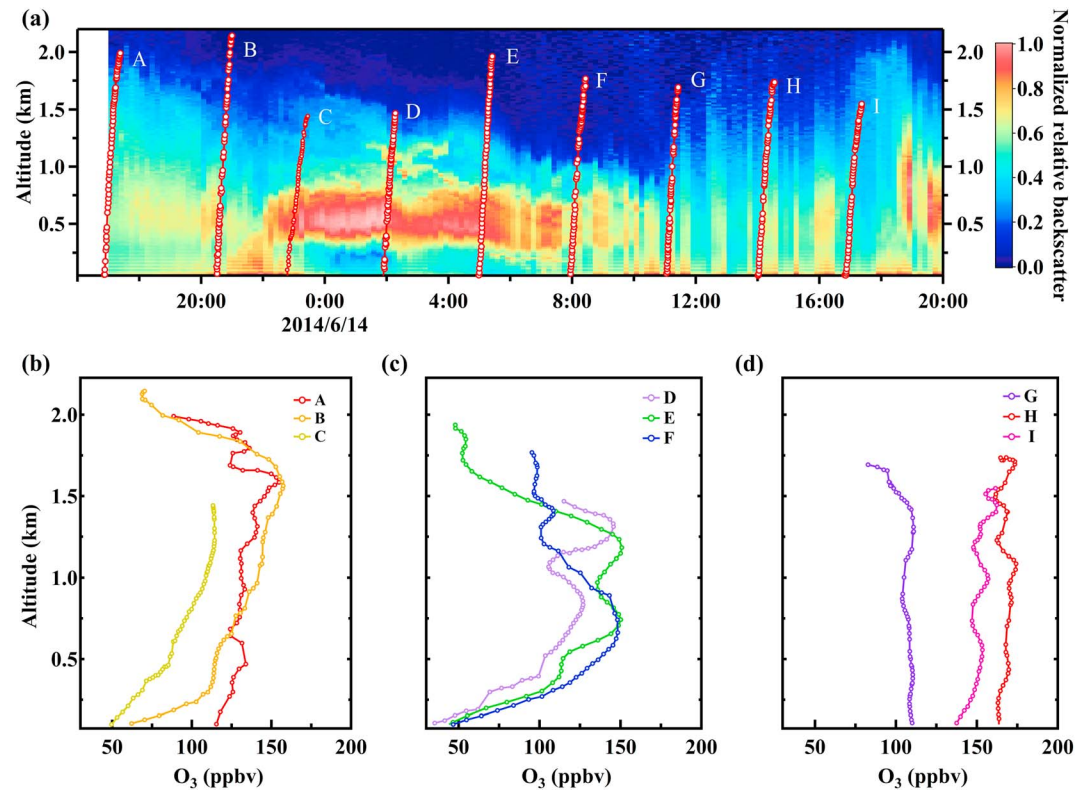 (a)
A B C D E F G H I
Altitude (km)
2.0 2.0
1.5 1.5
1.0 1.0
0.5 0.5
20:00 0:00 4:00 8:00 12:00 16:00 20:00
2014/6/14
1.0
0.8
0.6
0.4
0.2
0.0
Normalized relative backscatter
(b) (c) (d)
Altitude (km)
2.0
1.5
1.0
0.5
A
B
C
50 100 150 200
O3 (ppbv)
D
E
F
50 100 150 200
O3 (ppbv)
G
H
I
50 100 150 200
O3 (ppbv)